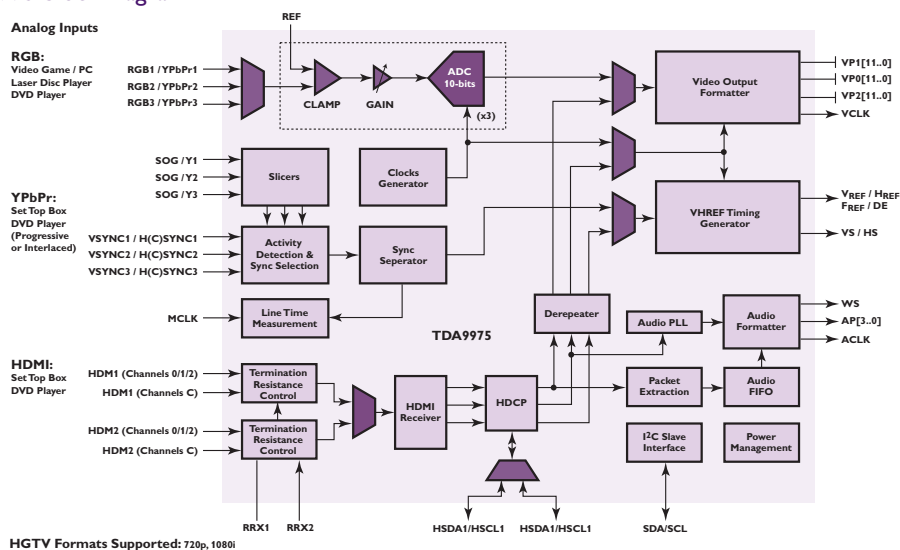 Analog Inputs
REF
RGB:
Video Game / PC
Laser Disc Player
DVD Player
RGB1 / YPbPr1
RGB2 / YPbPr2
RGB3 / YPbPr3
CLAMP
GAIN
ADC
10-bits
(x3)
Video Output
Formatter
VP1[11..0]
VP0[11..0]
VP2[11..0]
VCLK
SOG / Y1
SOG / Y2
SOG / Y3
Slicers
Clocks
Generator
YPbPr:
Set Top Box
DVD Player
(Progressive
or Interlaced)
VSYNC1 / H(C)SYNC1
VSYNC2 / H(C)SYNC2
VSYNC3 / H(C)SYNC3
Activity
Detection &
Sync Selection
Sync
Seperator
VHREF Timing
Generator
VREF / HREF
FREF / DE
VS / HS
MCLK
Line Time
Measurement
TDA9975
Derepeater
Audio PLL
Audio
Formatter
WS
AP[3..0]
ACLK
HDMI:
Set Top Box
DVD Player
HDM1 (Channels 0/1/2)
HDM1 (Channels C)
HDM2 (Channels 0/1/2)
HDM2 (Channels C)
Termination
Resistance
Control
Termination
Resistance
Control
HDMI
Receiver
HDCP
Packet
Extraction
Audio
FIFO
I2C Slave
Interface
Power
Management
RRX1
RRX2
HSDA1/HSCL1
HSDA1/HSCL1
SDA/SCL
HGTV Formats Supported: 720p, 1080i